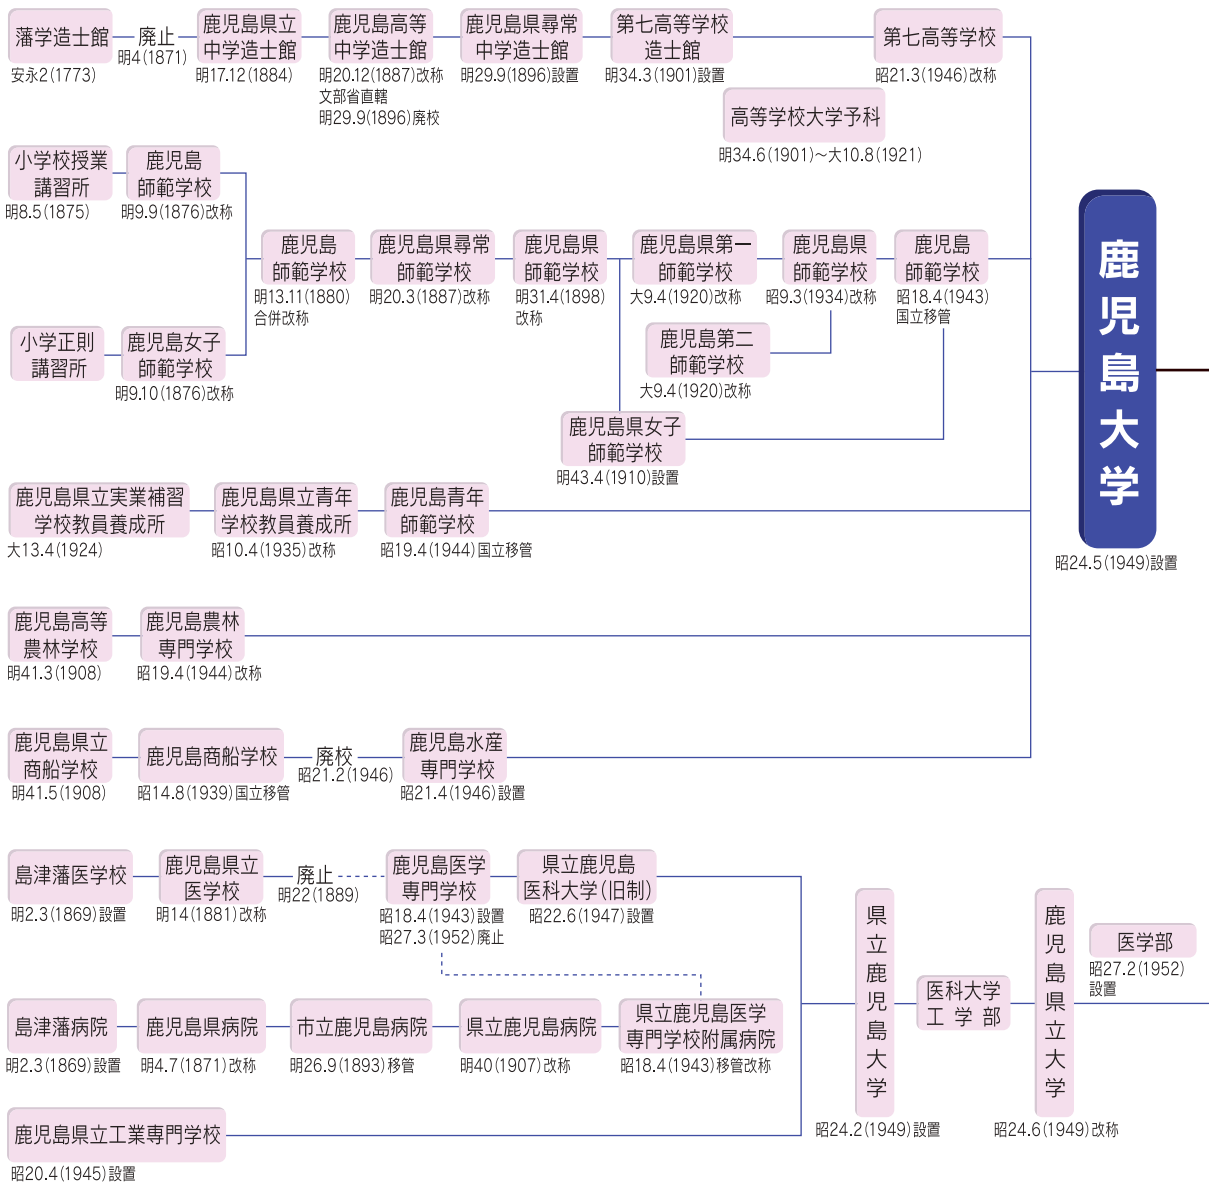 藩学造士館
安永2(1773)
廃止
明4(1871)
鹿児島県立
中学造士館
明17.12(1884)
鹿児島高等
中学造士館
明20.12(1887)改称
文部省直轄
明29.9(1896)廃校
鹿児島県尋常
中学造士館
明29.9(1896)設置
第七高等学校
造士館
明34.3(1901)設置
第七高等学校
昭21.3(1946)改称
高等学校大学予科
明34.6(1901)～大10.8(1921)
小学校授業
講習所
明8.5(1875)
鹿児島
師範学校
明9.9(1876)改称
小学正則
講習所
鹿児島女子
師範学校
明9.10(1876)改称
鹿児島
師範学校
明13.11(1880)
合併改称
鹿児島県尋常
師範学校
明20.3(1887)改称
鹿児島県
師範学校
明31.4(1898)
改称
鹿児島県第一
師範学校
大9.4(1920)改称
鹿児島第二
師範学校
大9.4(1920)改称
鹿児島県
師範学校
昭9.3(1934)改称
鹿児島
師範学校
昭18.4(1943)
国立移管
鹿児島県女子
師範学校
明43.4(1910)設置
鹿児島県立実業補習
学校教員養成所
大13.4(1924)
鹿児島県立青年
学校教員養成所
昭10.4(1935)改称
鹿児島青年
師範学校
昭19.4(1944)国立移管
鹿児島高等
農林学校
明41.3(1908)
鹿児島農林
専門学校
昭19.4(1944)改称
鹿児島県立
商船学校
明41.5(1908)
鹿児島商船学校
昭14.8(1939)国立移管
廃校
昭21.2(1946)
鹿児島水産
専門学校
昭21.4(1946)設置
鹿児島大学
昭24.5(1949)設置
島津藩医学校
明2.3(1869)設置
鹿児島県立
医学校
明14(1881)改称
廃止
明22(1889)
鹿児島医学
専門学校
昭18.4(1943)設置
昭27.3(1952)廃止
県立鹿児島
医科大学(旧制)
昭22.6(1947)設置
島津藩病院
明2.3(1869)設置
鹿児島県病院
明4.7(1871)改称
市立鹿児島病院
明26.9(1893)移管
県立鹿児島病院
明40(1907)改称
県立鹿児島医学
専門学校附属病院
昭18.4(1943)移管改称
鹿児島県立工業専門学校
昭20.4(1945)設置
県立鹿児島大学
昭24.2(1949)設置
医科大学
工学部
鹿児島県立大学
昭24.6(1949)改称
医学部
昭27.2(1952)
設置